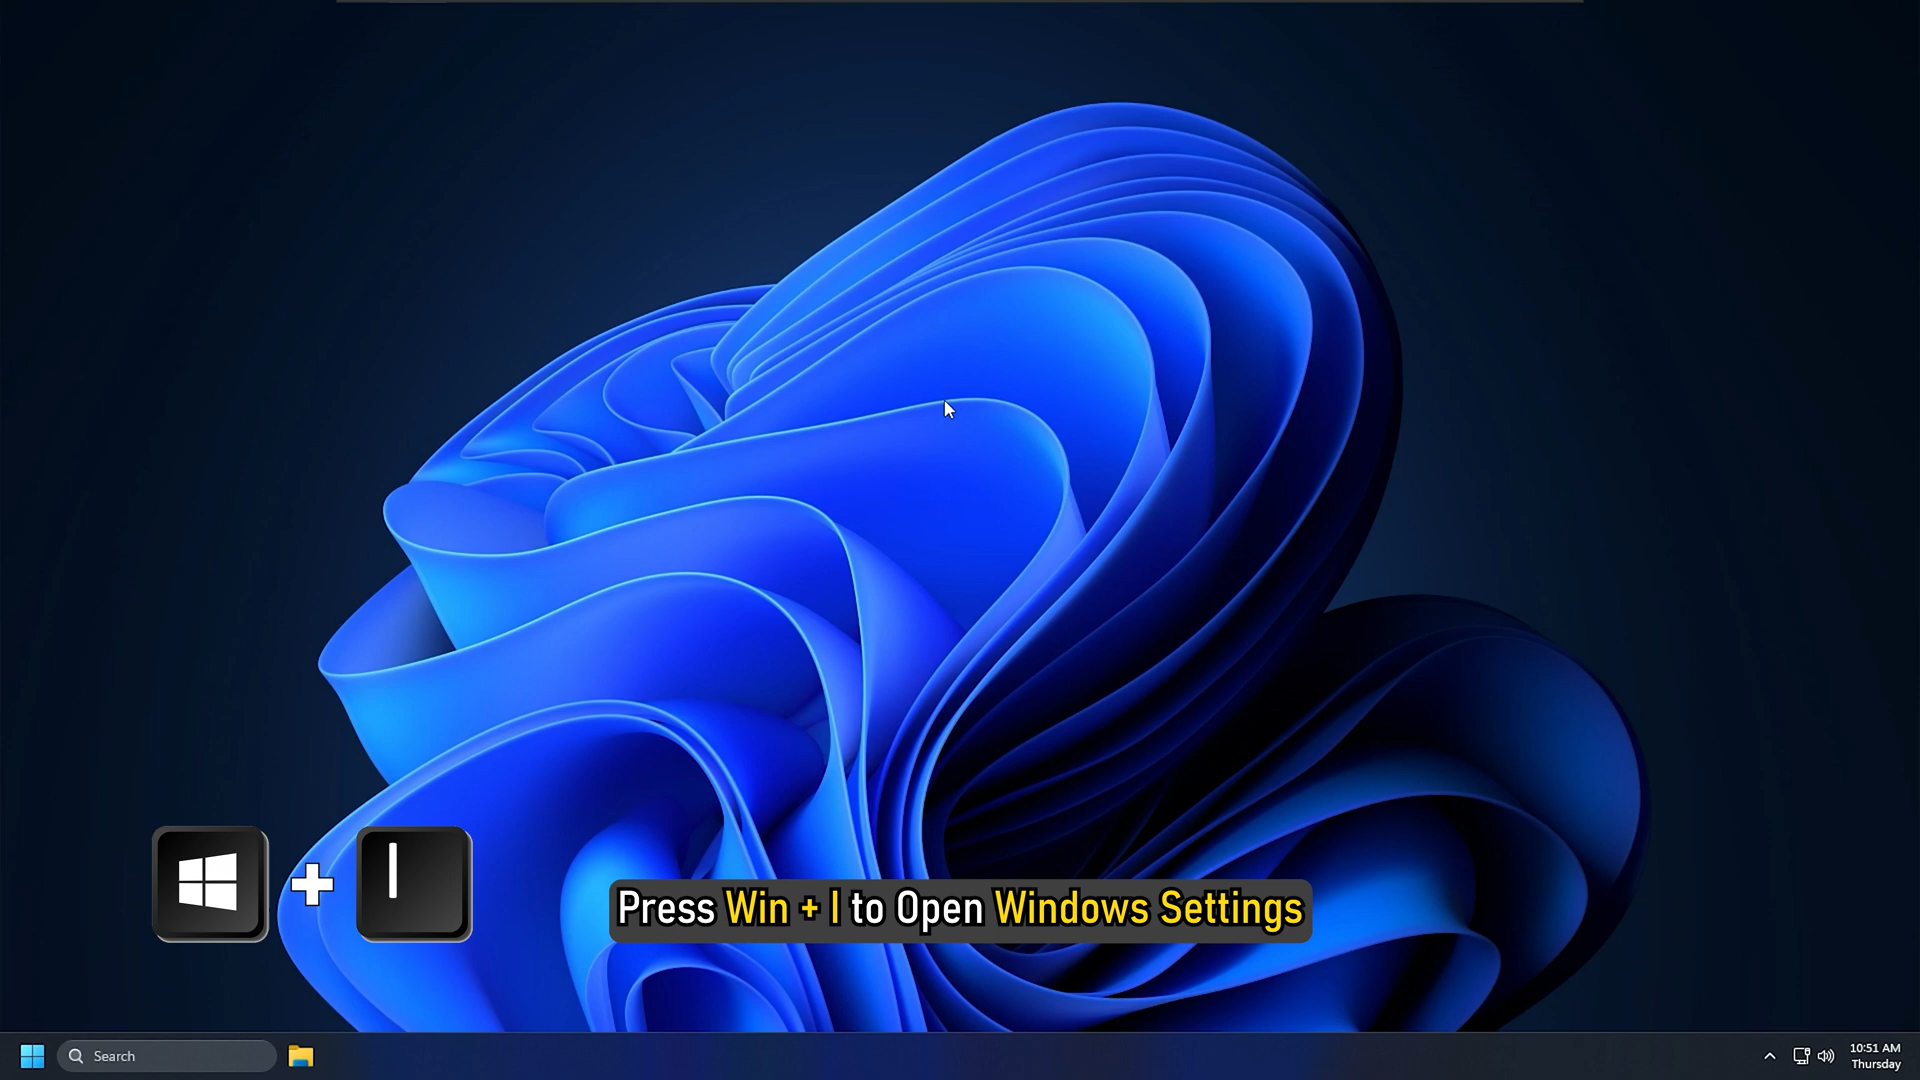 I
Press Win + I to Open Windows Settings
Search
10:51 AM
Thursday